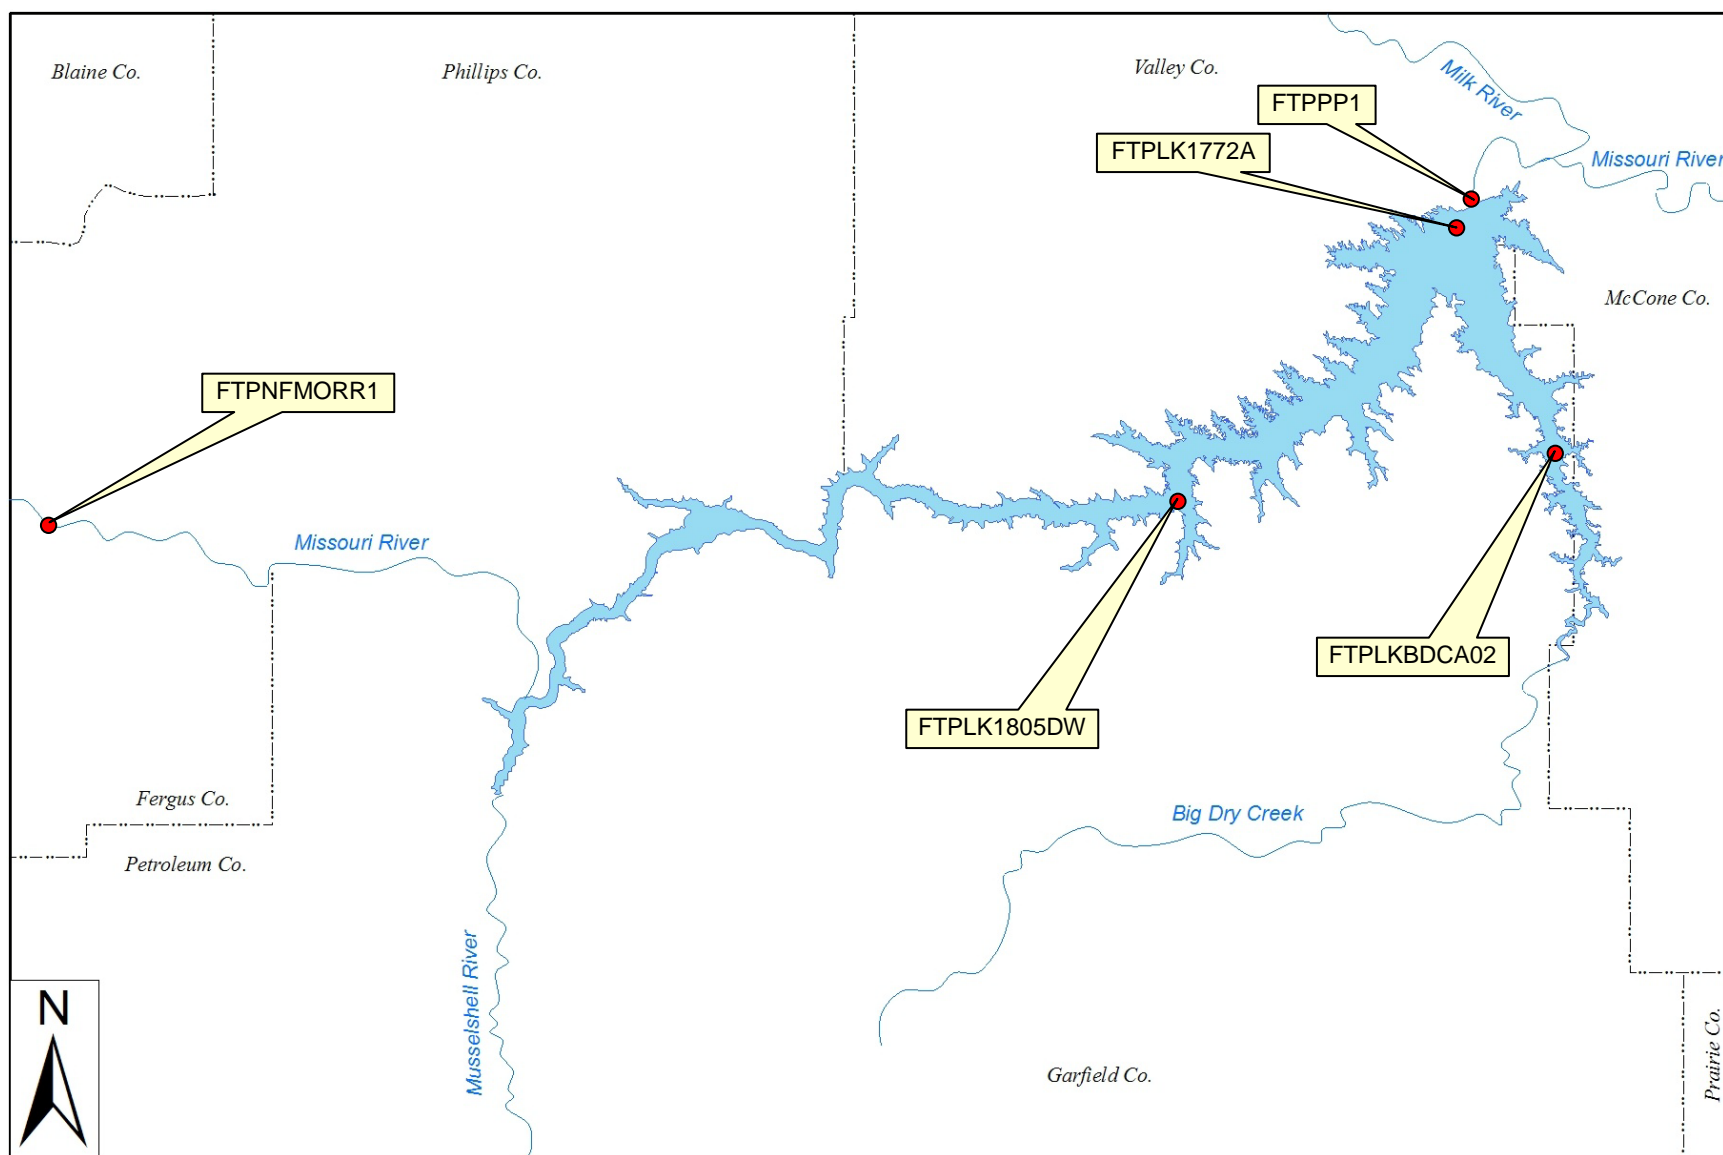 Blaine Co.
Phillips Co.
Valley Co.
Milk River
FTPPP1
FTPLK1772A
Missouri River
McCone Co.
FTPNFMORR1
Missouri River
FTPLKBDCA02
FTPLK1805DW
Fergus Co.
Big Dry Creek
Petroleum Co.
Musselshell River
N
Garfield Co.
Prairie Co.